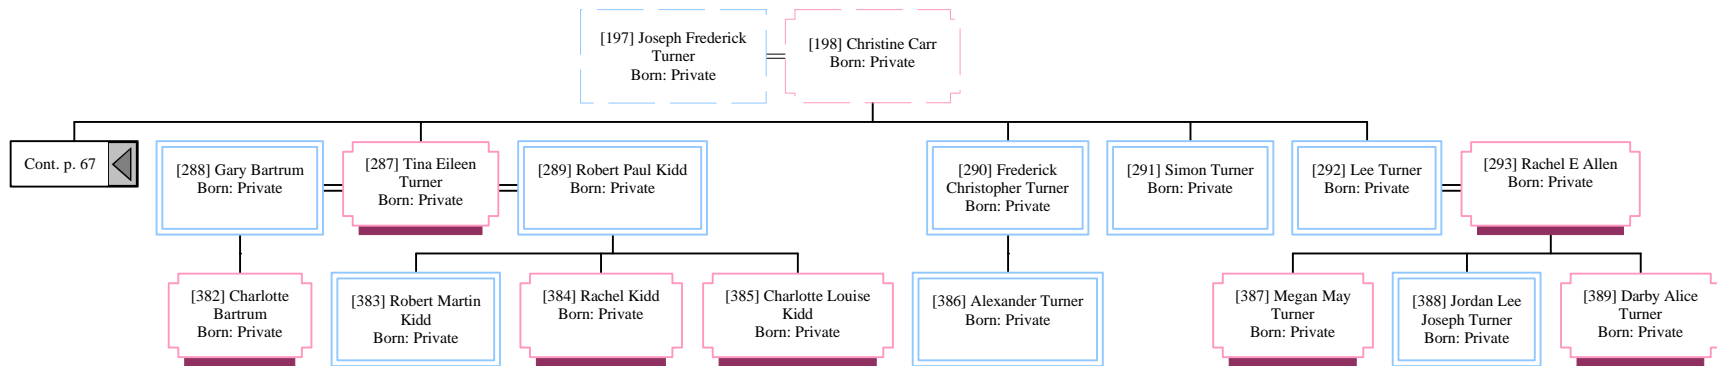 [197] Joseph Frederick
Turner
Born: Private
[198] Christine Carr
Born: Private
Cont. p. 67
[288] Gary Bartrum
Born: Private
[287] Tina Eileen
Turner
Born: Private
[289] Robert Paul Kidd
Born: Private
[290] Frederick
Christopher Turner
Born: Private
[291] Simon Turner
Born: Private
[292] Lee Turner
Born: Private
[293] Rachel E Allen
Born: Private
[382] Charlotte
Bartrum
Born: Private
[383] Robert Martin
Kidd
Born: Private
[384] Rachel Kidd
Born: Private
[385] Charlotte Louise
Kidd
Born: Private
[386] Alexander Turner
Born: Private
[387] Megan May
Turner
Born: Private
[388] Jordan Lee
Joseph Turner
Born: Private
[389] Darby Alice
Turner
Born: Private